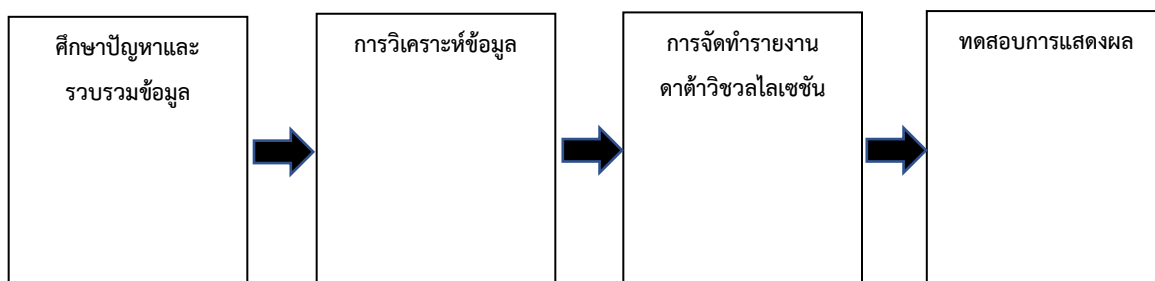 ศึกษาปัญหาและ
รวบรวมข้อมูล
การวิเคราะห์ข้อมูล
การจัดทำรายงาน
ดาต้าวิชวลไลเซชัน
ทดสอบการแสดงผล